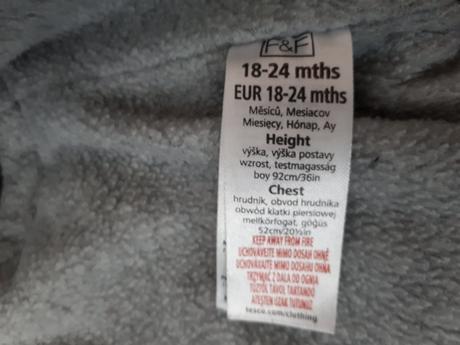 F&F
18-24 mths
EUR 18-24 mths
Měsíců, Mesiacov
Miesięcy, Hónap, Ay
Height
výška, výška postavy
wzrost, testmagasság
boy 92cm/36in
Chest
hrudník, obvod hrudníka
obwód klatki piersiowej
mellkörfogat, göğüs
52cm/20½in
KEEP AWAY FROM FIRE
UCHOVÁVEJTE MIMO DOSAH OHNĚ
UCHOVÁVAJTE MIMO DOSAHU OHŇA
TRZYMAĆ Z DALA OD OGNIA
TŰZTŐL TÁVOL TARTANDÓ
ATEŞTEN UZAK TUTUNUZ
tesco.com/clothing